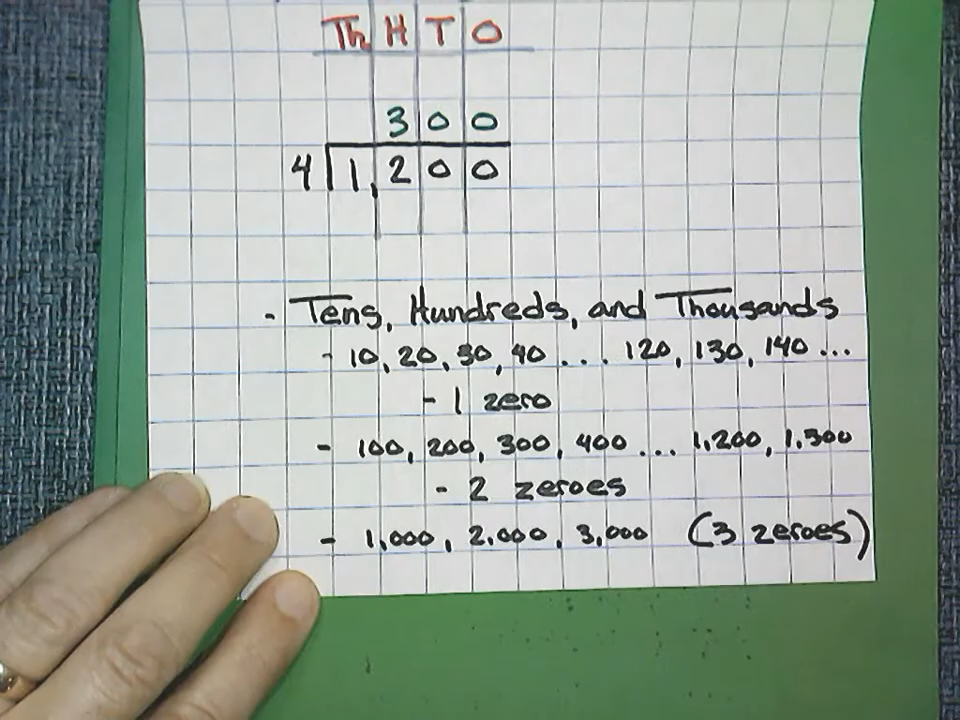 Th H T O
3 0 0
4 1,2 0 0
- Tens, Hundreds, and Thousands
- 10, 20, 30, 40 ... 120, 130, 140 ...
- 1 zero
- 100, 200, 300, 400 ... 1,200, 1,300
- 2 zeroes
- 1,000, 2,000, 3,000 (3 zeroes)